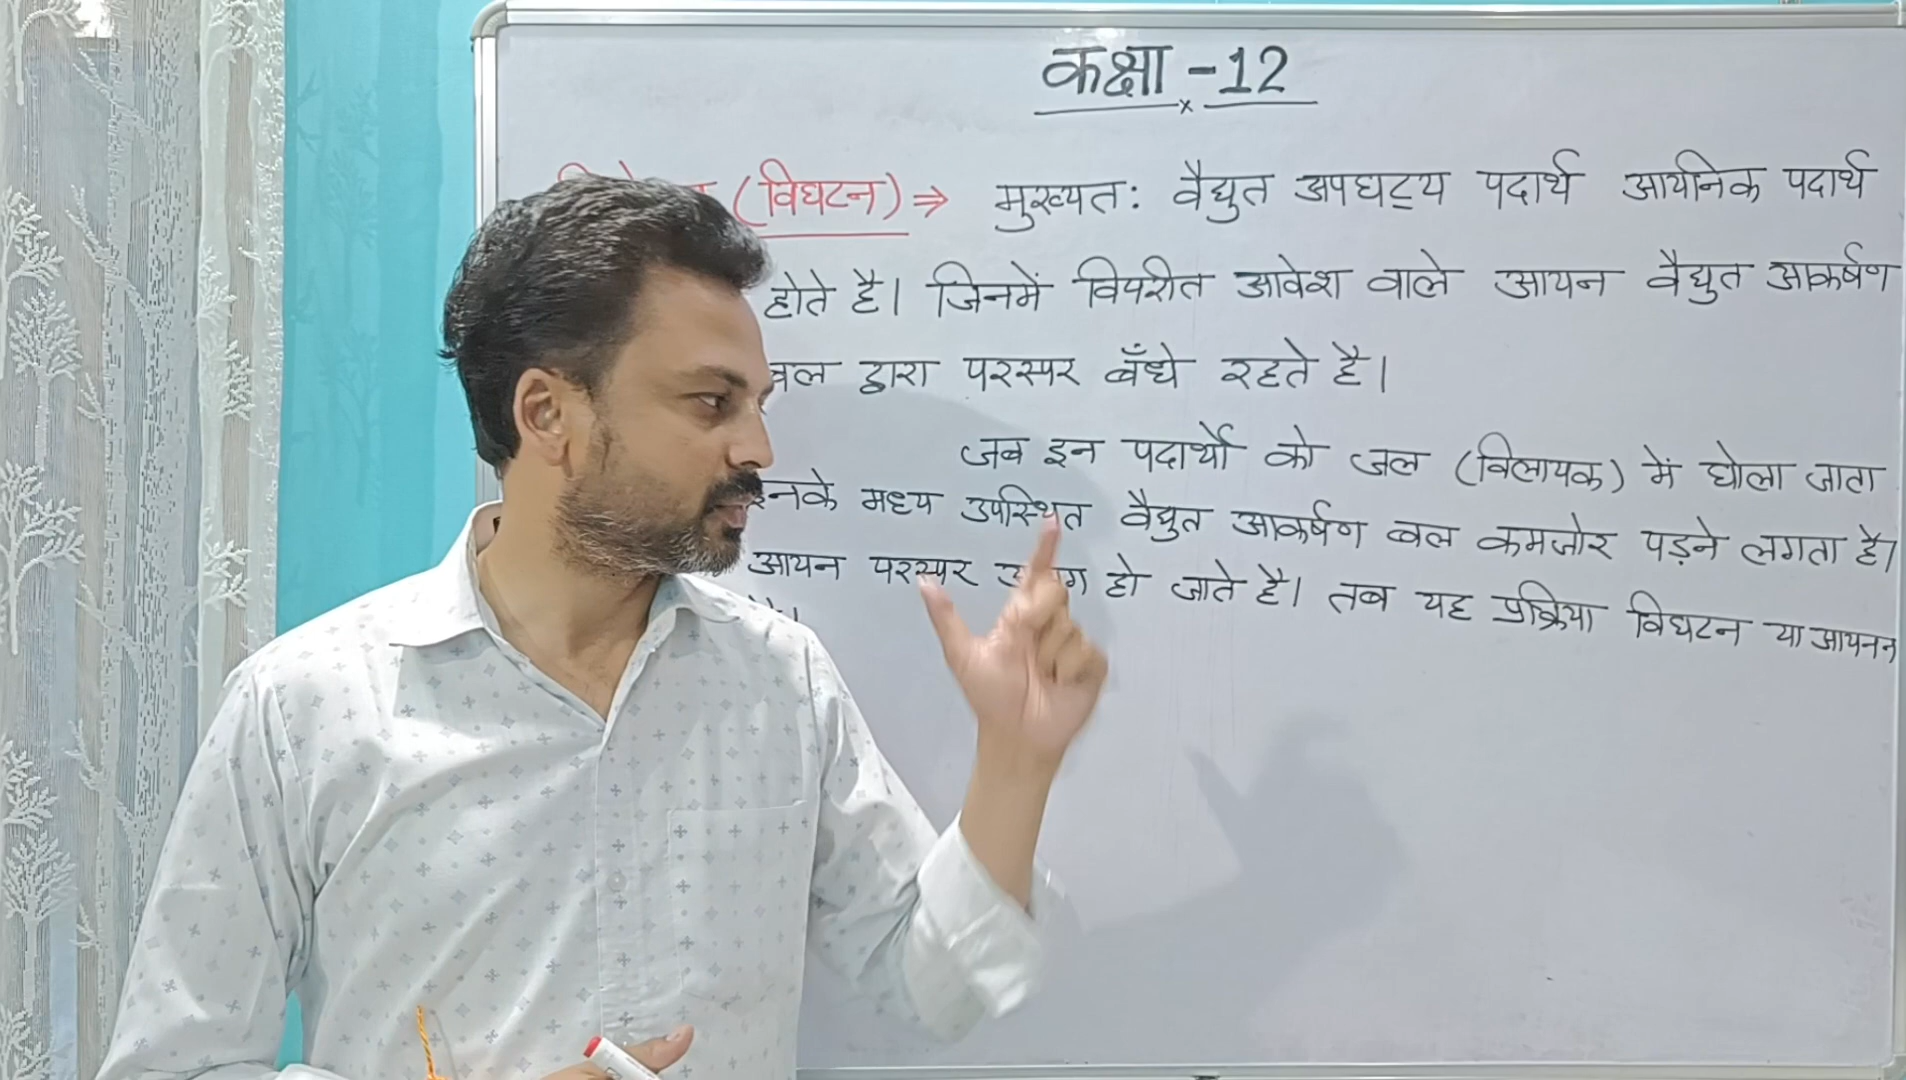 कक्षा -12
(विघटन) ⇒ मुख्यत: वैद्युत अपघट्य पदार्थ आयनिक पदार्थ
होते है। जिनमें विपरीत आवेश वाले आयन वैद्युत आकर्षण
बल द्वारा परस्पर बँधे रहते है।
जब इन पदार्थो को जल (विलायक) में घोला जाता
इनके मध्य उपस्थित वैद्युत आकर्षण बल कमजोर पड़ने लगता है।
आयन परस्पर हो जाते है। तब यह प्रक्रिया विघटन या आयनन
है।